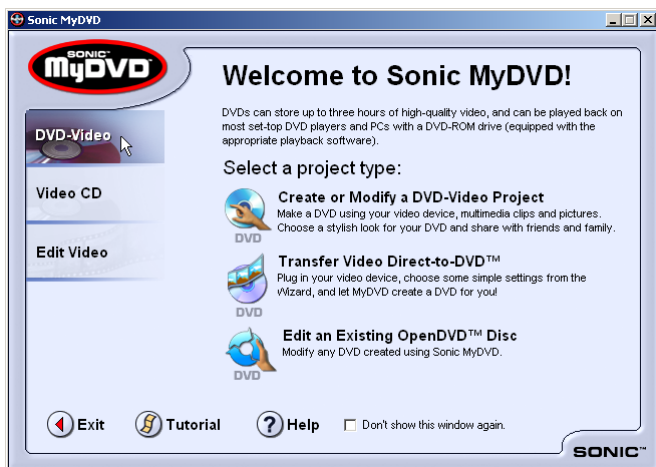 Sonic MyDVD
SONIC™
MyDVD
DVD-Video
Video CD
Edit Video
Welcome to Sonic MyDVD!
DVDs can store up to three hours of high-quality video, and can be played back on
most set-top DVD players and PCs with a DVD-ROM drive (equipped with the
appropriate playback software).
Select a project type:
Create or Modify a DVD-Video Project
Make a DVD using your video device, multimedia clips and pictures.
Choose a stylish look for your DVD and share with friends and family.
DVD
Transfer Video Direct-to-DVD™
Plug in your video device, choose some simple settings from the
Wizard, and let MyDVD create a DVD for you!
DVD
Edit an Existing OpenDVD™ Disc
Modify any DVD created using Sonic MyDVD.
DVD
Exit
Tutorial
? Help
Don't show this window again.
SONIC™